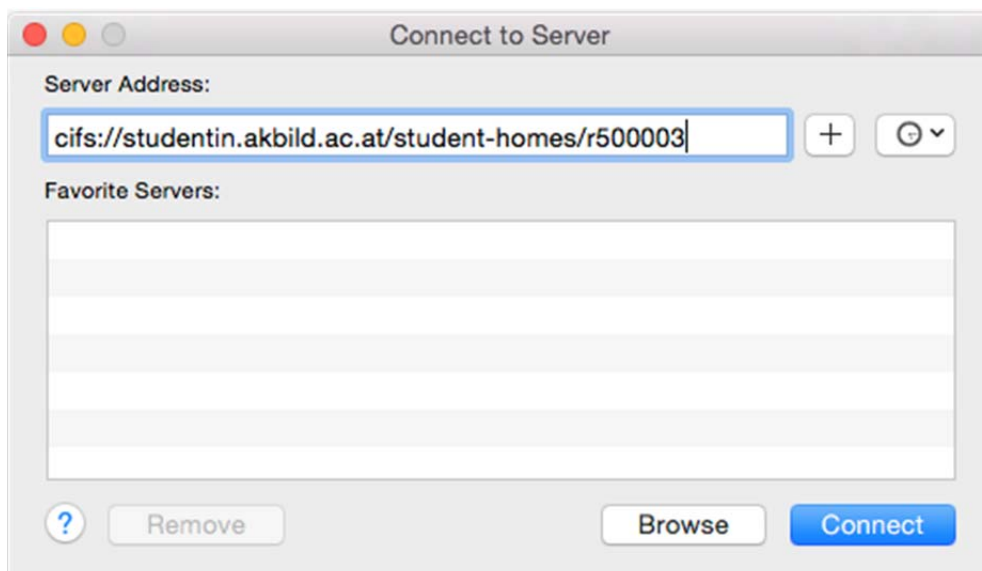 Connect to Server
Server Address:
cifs://studentin.akbild.ac.at/student-homes/r500003
+
Favorite Servers:
? Remove Browse Connect